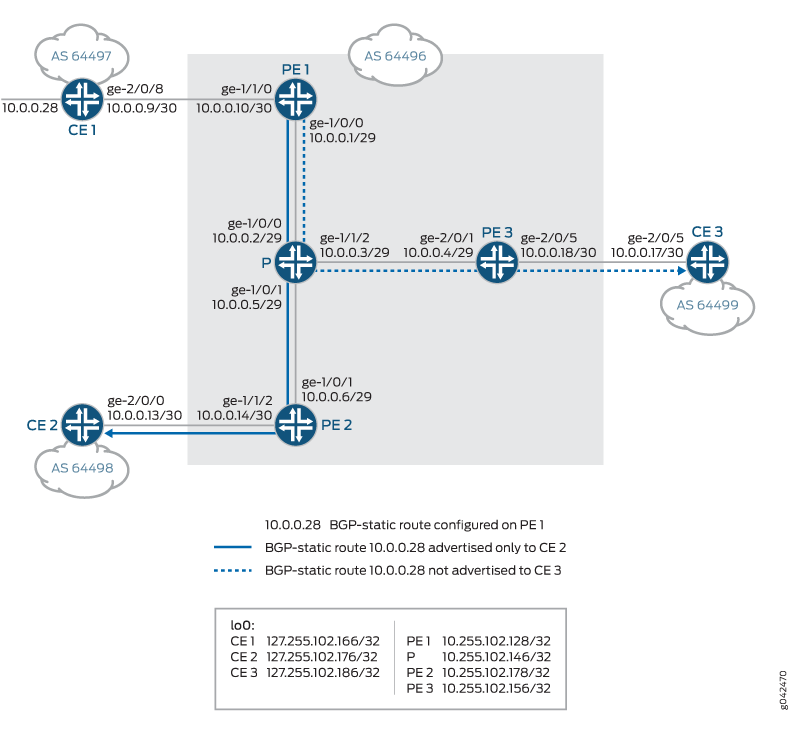 AS 64497
AS 64496
PE 1
ge-2/0/8
ge-1/1/0
10.0.0.28
10.0.0.9/30
10.0.0.10/30
CE 1
ge-1/0/0
10.0.0.1/29
ge-1/0/0
10.0.0.2/29
P
ge-1/1/2
10.0.0.3/29
ge-2/0/1
10.0.0.4/29
PE 3
ge-2/0/5
10.0.0.18/30
ge-2/0/5
10.0.0.17/30
CE 3
AS 64499
ge-1/0/1
10.0.0.5/29
ge-1/0/1
10.0.0.6/29
CE 2
ge-2/0/0
10.0.0.13/30
ge-1/1/2
10.0.0.14/30
PE 2
AS 64498
10.0.0.28 BGP-static route configured on PE 1
BGP-static route 10.0.0.28 advertised only to CE 2
BGP-static route 10.0.0.28 not advertised to CE 3
lo0:
CE 1 127.255.102.166/32
CE 2 127.255.102.176/32
CE 3 127.255.102.186/32
PE 1 10.255.102.128/32
P 10.255.102.146/32
PE 2 10.255.102.178/32
PE 3 10.255.102.156/32
g042470